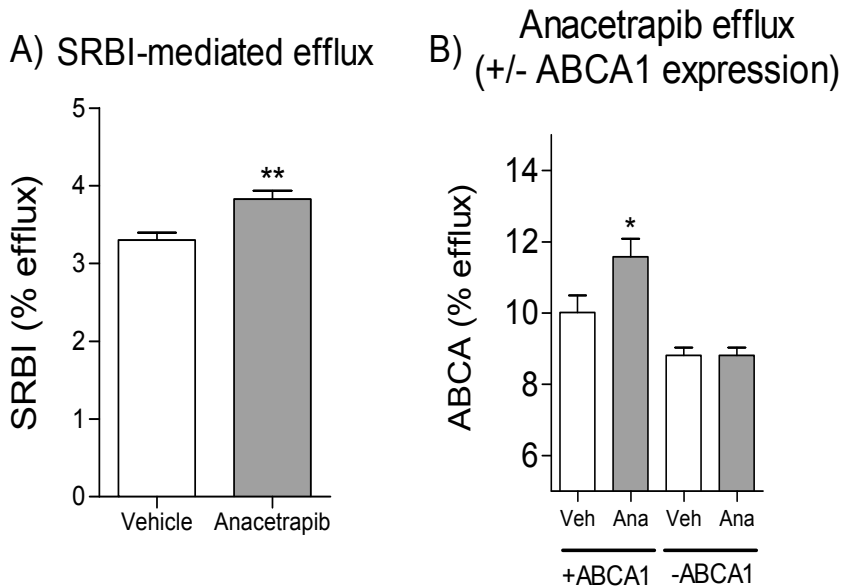 A) SRBI-mediated efflux
SRBI (% efflux)
5
4
3
2
1
0
**
Vehicle Anacetrapib
B) Anacetrapib efflux
(+/- ABCA1 expression)
ABCA (% efflux)
14
12
10
8
6
*
Veh Ana Veh Ana
+ABCA1 -ABCA1